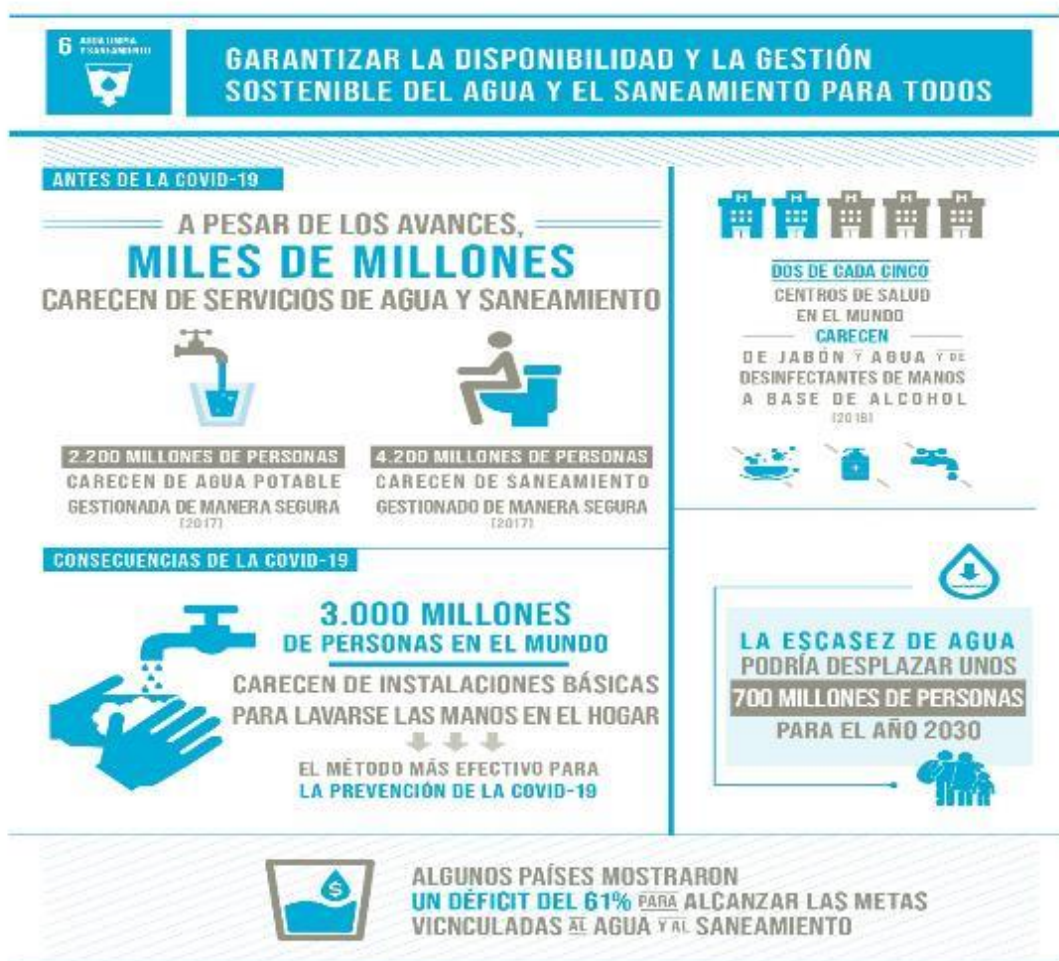 6 AGUA LIMPIA
Y SANEAMIENTO
GARANTIZAR LA DISPONIBILIDAD Y LA GESTIÓN
SOSTENIBLE DEL AGUA Y EL SANEAMIENTO PARA TODOS
ANTES DE LA COVID-19
A PESAR DE LOS AVANCES,
MILES DE MILLONES
CARECEN DE SERVICIOS DE AGUA Y SANEAMIENTO
2.200 MILLONES DE PERSONAS
CARECEN DE AGUA POTABLE
GESTIONADA DE MANERA SEGURA
(2017)
4.200 MILLONES DE PERSONAS
CARECEN DE SANEAMIENTO
GESTIONADO DE MANERA SEGURA
(2017)
H H H H H
DOS DE CADA CINCO
CENTROS DE SALUD
EN EL MUNDO
CARECEN
DE JABÓN Y AGUA Y DE
DESINFECTANTES DE MANOS
A BASE DE ALCOHOL
CONSECUENCIAS DE LA COVID-19
3.000 MILLONES
DE PERSONAS EN EL MUNDO
CARECEN DE INSTALACIONES BÁSICAS
PARA LAVARSE LAS MANOS EN EL HOGAR
EL MÉTODO MÁS EFECTIVO PARA
LA PREVENCIÓN DE LA COVID-19
LA ESCASEZ DE AGUA
PODRÍA DESPLAZAR UNOS
700 MILLONES DE PERSONAS
PARA EL AÑO 2030
$
ALGUNOS PAÍSES MOSTRARON
UN DÉFICIT DEL 61% PARA ALCANZAR LAS METAS
VICNCULADAS AL AGUA Y AL SANEAMIENTO